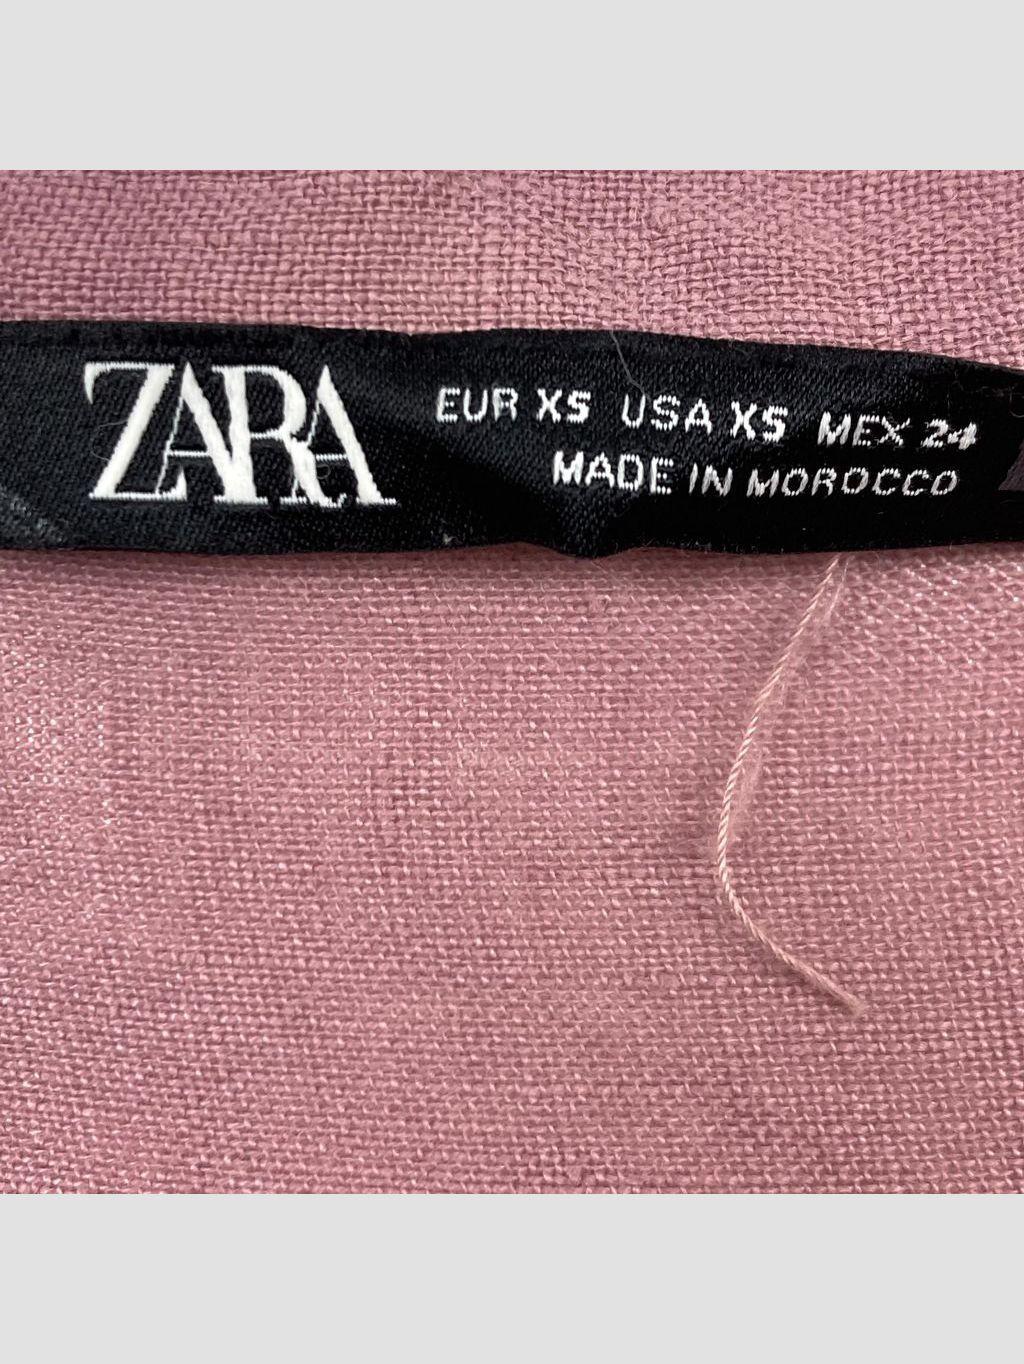 ZARA
EUR XS USA XS MEX 24
MADE IN MOROCCO